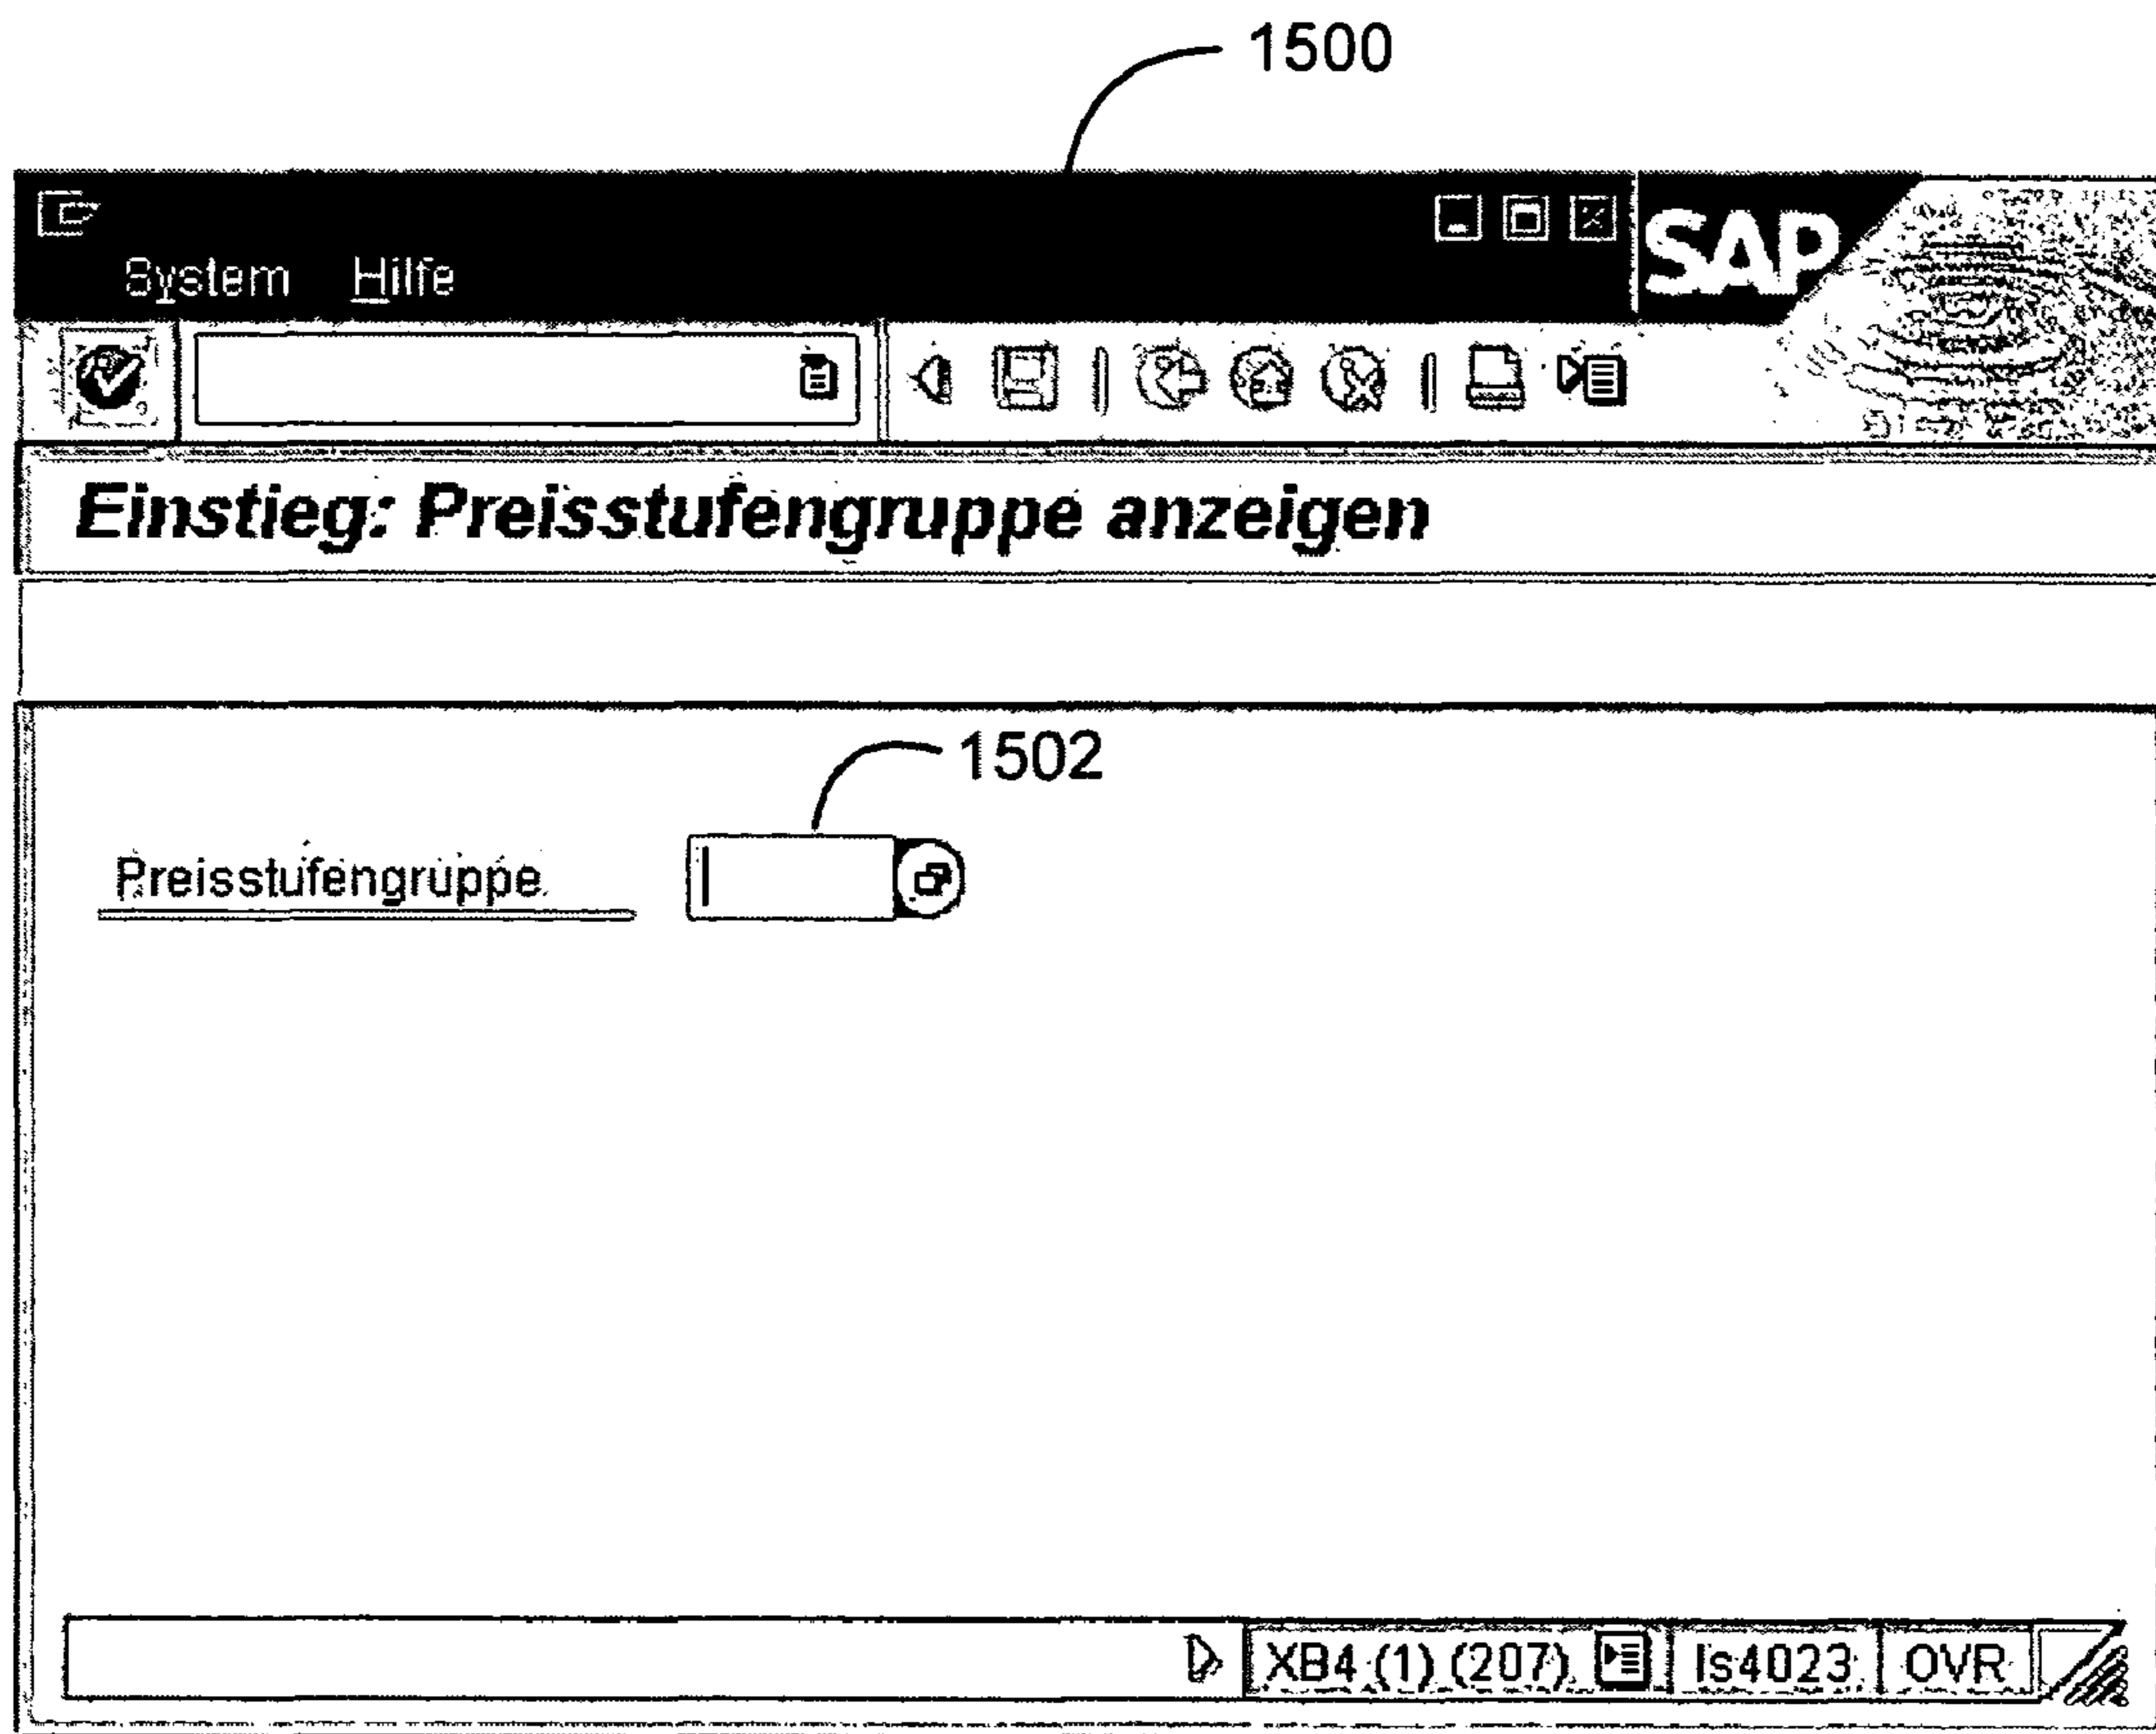 1500
SAP
System Hilfe
Einstieg: Preisstufengruppe anzeigen
1502
Preisstufengruppe
XB4 (1) (207) ls4023 OVR